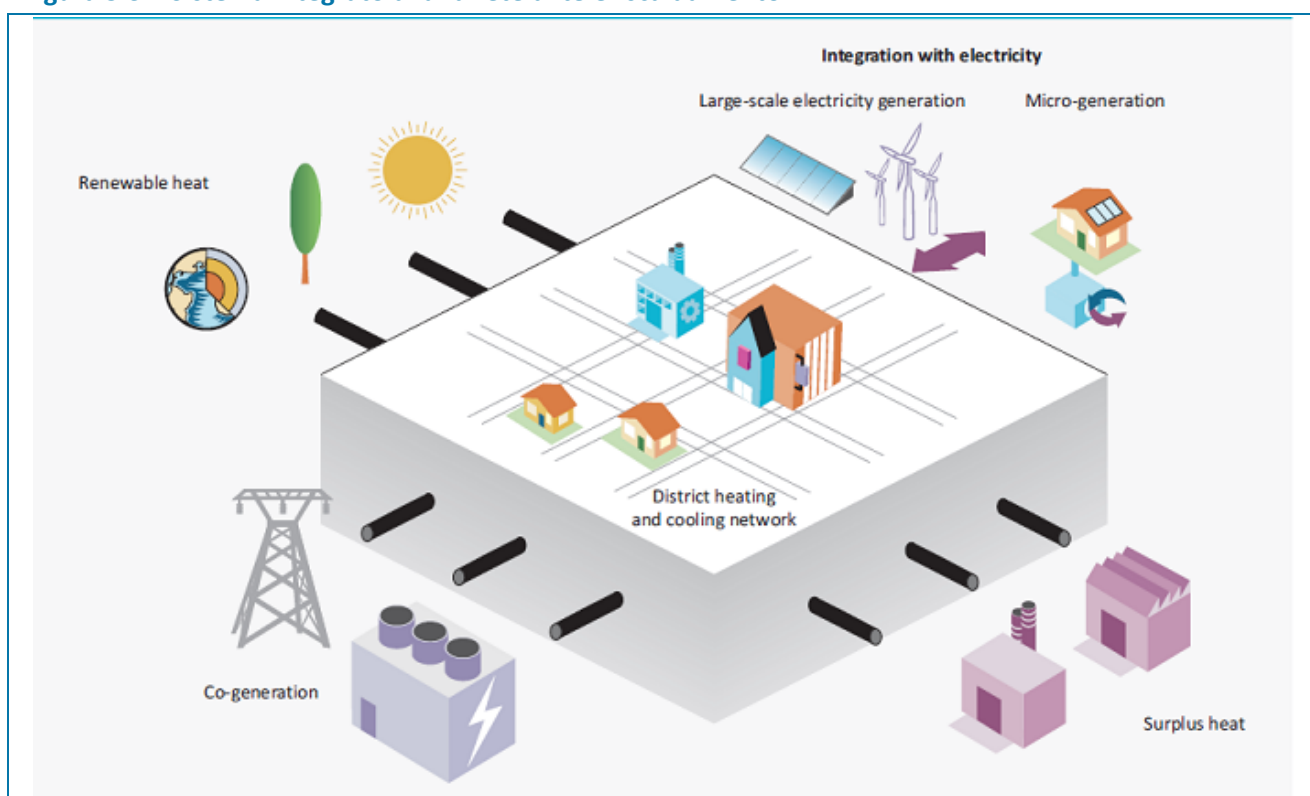 Integration with electricity
Large-scale electricity generation
Micro-generation
Renewable heat
District heating
and cooling network
Co-generation
Surplus heat